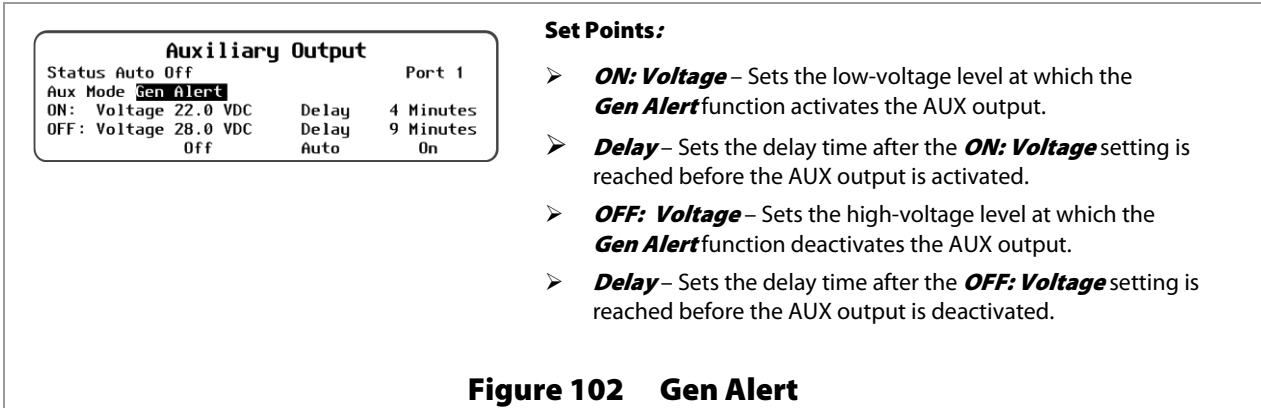 Auxiliary Output
Status Auto Off Port 1
Aux Mode Gen Alert
ON: Voltage 22.0 VDC Delay 4 Minutes
OFF: Voltage 28.0 VDC Delay 9 Minutes
Off Auto On
Set Points:
➢ ON: Voltage – Sets the low-voltage level at which the
Gen Alert function activates the AUX output.
➢ Delay – Sets the delay time after the ON: Voltage setting is
reached before the AUX output is activated.
➢ OFF: Voltage – Sets the high-voltage level at which the
Gen Alert function deactivates the AUX output.
➢ Delay – Sets the delay time after the OFF: Voltage setting is
reached before the AUX output is deactivated.
Figure 102 Gen Alert